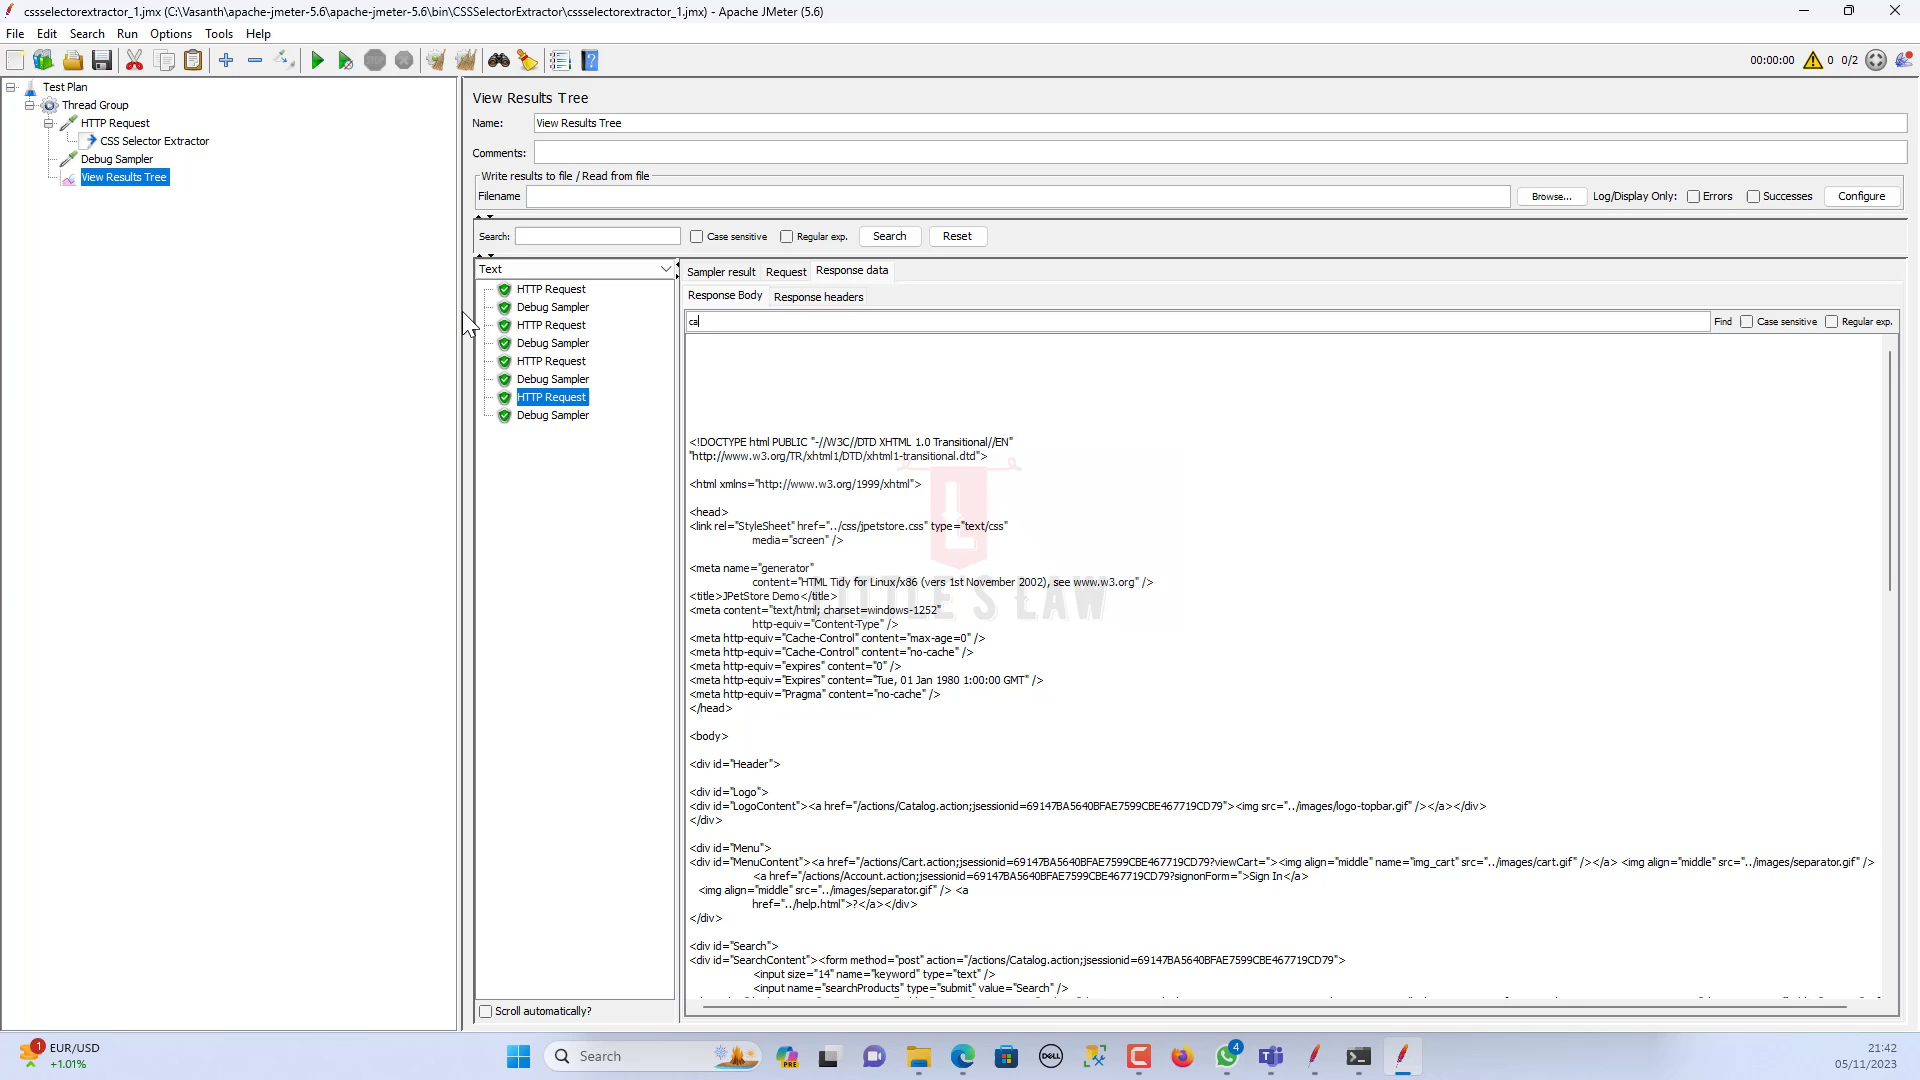 cssselectorextractor_1.jmx (C:\Vasanth\apache-jmeter-5.6\apache-jmeter-5.6\bin\CSSSelectorExtractor\cssselectorextractor_1.jmx) - Apache JMeter (5.6)
File Edit Search Run Options Tools Help
00:00:00 0 0/2
Test Plan
Thread Group
HTTP Request
CSS Selector Extractor
Debug Sampler
View Results Tree
View Results Tree
Name: View Results Tree
Comments:
Write results to file / Read from file
Filename Browse... Log/Display Only: Errors Successes Configure
Search: Case sensitive Regular exp. Search Reset
Text
HTTP Request
Debug Sampler
HTTP Request
Debug Sampler
HTTP Request
Debug Sampler
HTTP Request
Debug Sampler
Scroll automatically?
Sampler result Request Response data
Response Body Response headers
ca Find Case sensitive Regular exp.
<!DOCTYPE html PUBLIC "-//W3C//DTD XHTML 1.0 Transitional//EN"
"http://www.w3.org/TR/xhtml1/DTD/xhtml1-transitional.dtd">
<html xmlns="http://www.w3.org/1999/xhtml">
<head>
<link rel="StyleSheet" href="../css/jpetstore.css" type="text/css"
media="screen" />
<meta name="generator"
content="HTML Tidy for Linux/x86 (vers 1st November 2002), see www.w3.org" />
<title>JPetStore Demo</title>
<meta content="text/html; charset=windows-1252"
http-equiv="Content-Type" />
<meta http-equiv="Cache-Control" content="max-age=0" />
<meta http-equiv="Cache-Control" content="no-cache" />
<meta http-equiv="expires" content="0" />
<meta http-equiv="Expires" content="Tue, 01 Jan 1980 1:00:00 GMT" />
<meta http-equiv="Pragma" content="no-cache" />
</head>
<body>
<div id="Header">
<div id="Logo">
<div id="LogoContent"><a href="/actions/Catalog.action;jsessionid=69147BA5640BFAE7599CBE467719CD79"><img src="../images/logo-topbar.gif" /></a></div>
</div>
<div id="Menu">
<div id="MenuContent"><a href="/actions/Cart.action;jsessionid=69147BA5640BFAE7599CBE467719CD79?viewCart="><img align="middle" name="img_cart" src="../images/cart.gif" /></a> <img align="middle" src="../images/separator.gif" />
<a href="/actions/Account.action;jsessionid=69147BA5640BFAE7599CBE467719CD79?signonForm=">Sign In</a>
<img align="middle" src="../images/separator.gif" /> <a
href="../help.html">?</a></div>
</div>
<div id="Search">
<div id="SearchContent"><form method="post" action="/actions/Catalog.action;jsessionid=69147BA5640BFAE7599CBE467719CD79">
<input size="14" name="keyword" type="text" />
<input name="searchProducts" type="submit" value="Search" />
LITTLE'S LAW
1 EUR/USD
+1.01%
Search
PRE
DELL
4
21:42
05/11/2023